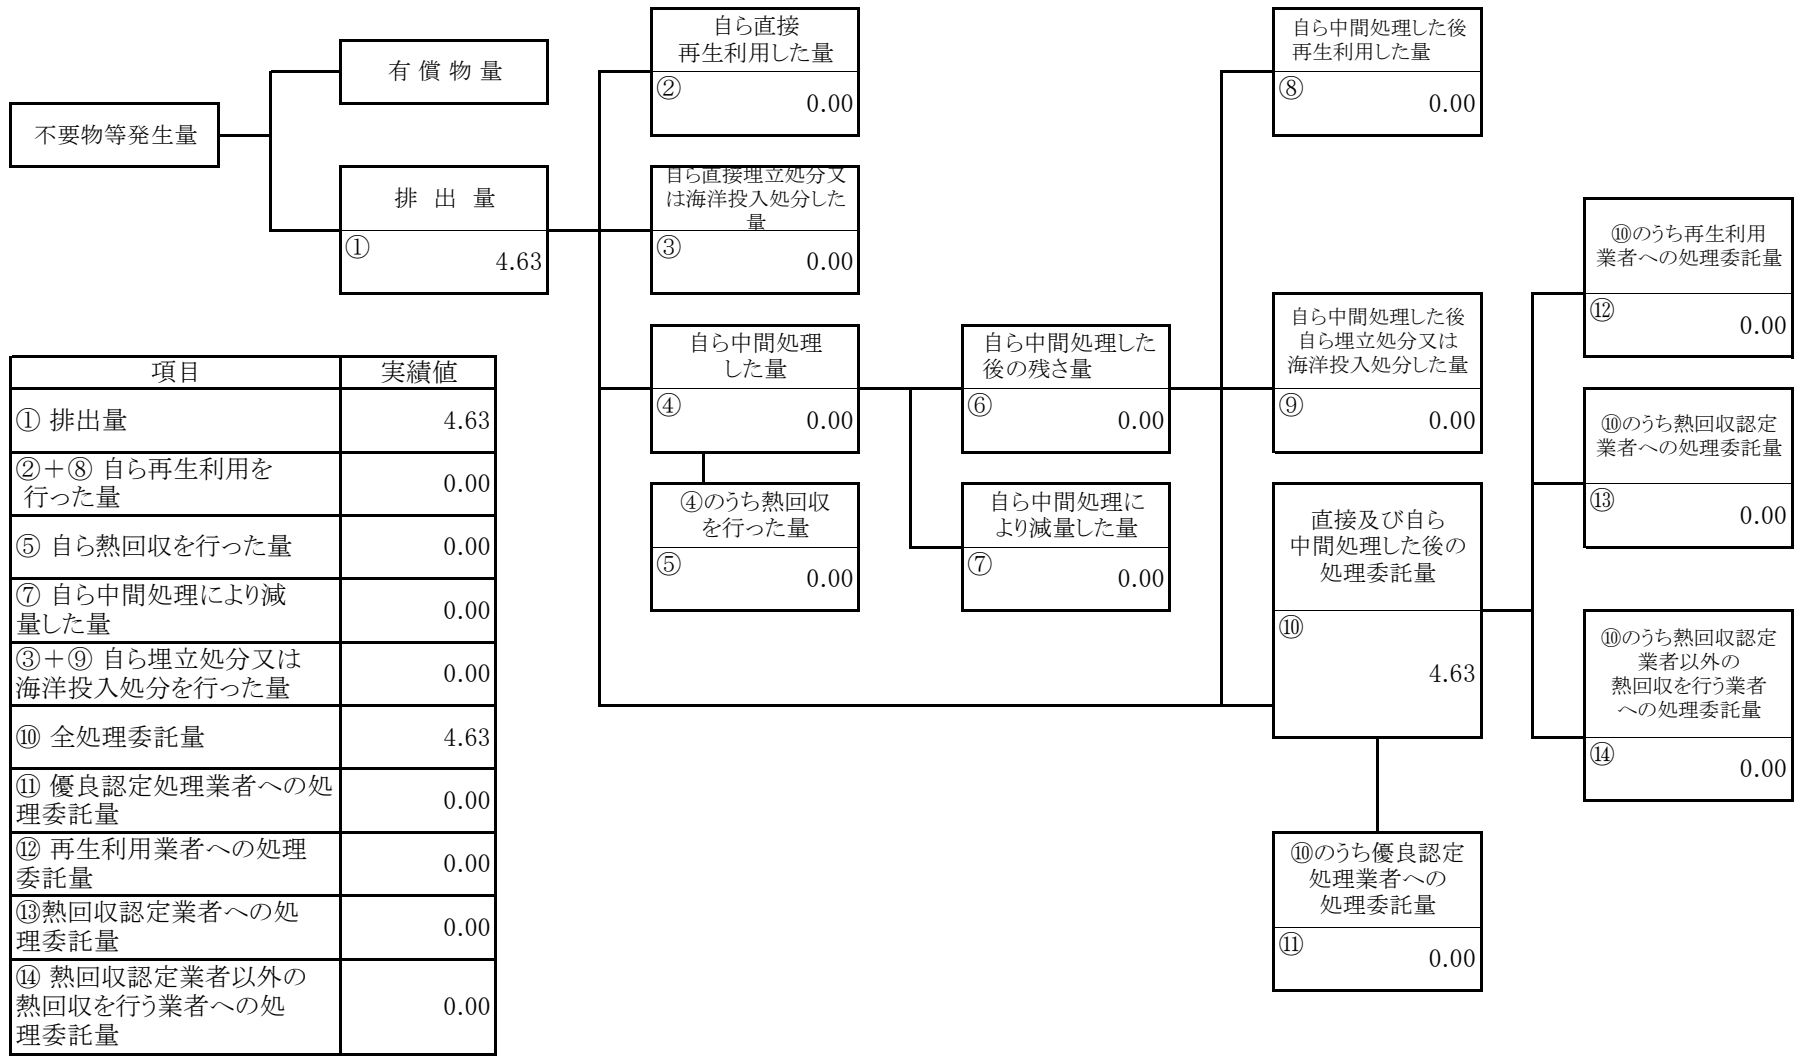 不要物等発生量
有 償 物 量
排 出 量
①
4.63
自ら直接
再生利用した量
②
0.00
自ら直接埋立処分又
は海洋投入処分した
量
③
0.00
自ら中間処理
した量
④
0.00
④のうち熱回収
を行った量
⑤
0.00
自ら中間処理した
後の残さ量
⑥
0.00
自ら中間処理に
より減量した量
⑦
0.00
自ら中間処理した後
再生利用した量
⑧
0.00
自ら中間処理した後
自ら埋立処分又は
海洋投入処分した量
⑨
0.00
直接及び自ら
中間処理した後の
処理委託量
⑩
4.63
⑩のうち優良認定
処理業者への
処理委託量
⑪
0.00
⑩のうち再生利用
業者への処理委託量
⑫
0.00
⑩のうち熱回収認定
業者への処理委託量
⑬
0.00
⑩のうち熱回収認定
業者以外の
熱回収を行う業者
への処理委託量
⑭
0.00
項目 実績値
① 排出量 4.63
②＋⑧ 自ら再生利用を
行った量 0.00
⑤ 自ら熱回収を行った量 0.00
⑦ 自ら中間処理により減
量した量 0.00
③＋⑨ 自ら埋立処分又は
海洋投入処分を行った量 0.00
⑩ 全処理委託量 4.63
⑪ 優良認定処理業者への処
理委託量 0.00
⑫ 再生利用業者への処理
委託量 0.00
⑬熱回収認定業者への処
理委託量 0.00
⑭ 熱回収認定業者以外の
熱回収を行う業者への処
理委託量 0.00